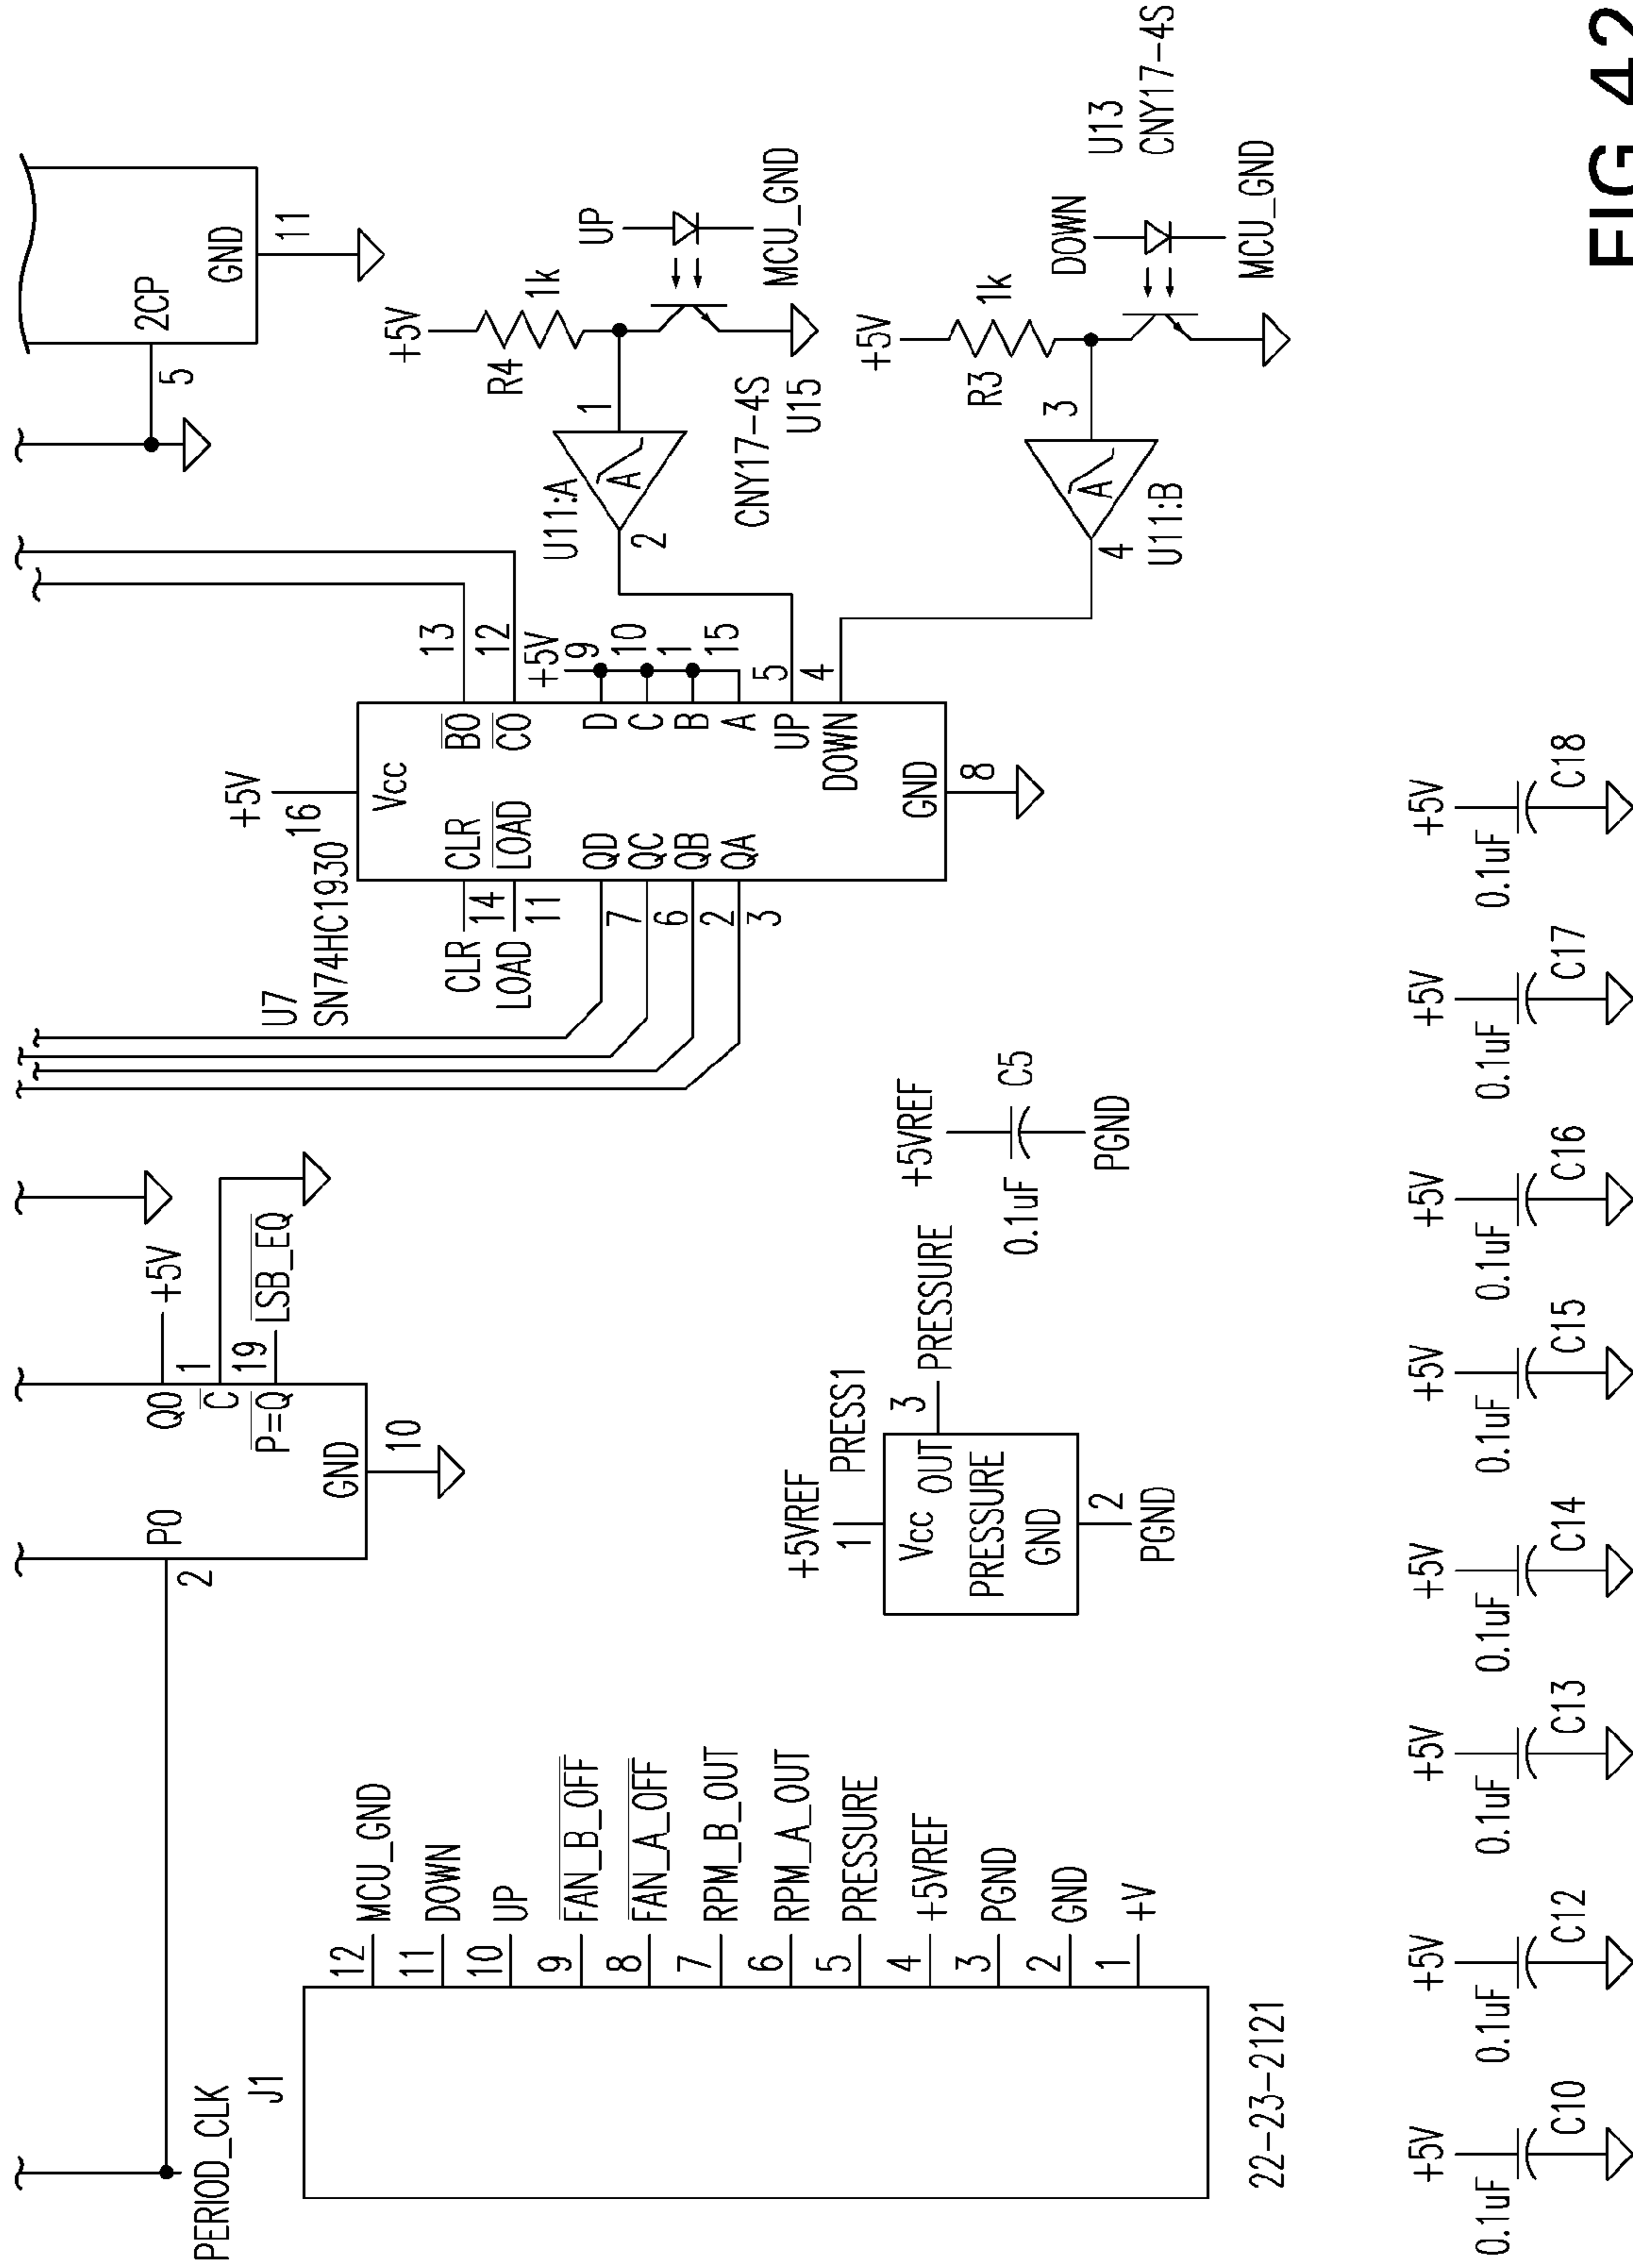 PERIOD_CLK
2
P0
Q0
+5V
1
C
19
P=Q
LSB_EQ
GND
10
2CP
5
GND
11
U7
SN74HC193O
+5V
16
Vcc
CLR
14
CLR
BO
13
LOAD
11
LOAD
CO
12
+5V
7
QD
D
9
6
QC
C
10
2
QB
B
1
3
QA
A
15
UP
5
DOWN
4
GND
8
+5V
R4
1k
UP
MCU_GND
U11:A
A
1
2
CNY17-4S
U15
+5V
R3
1k
DOWN
U13
CNY17-4S
MCU_GND
3
A
4
U11:B
J1
12 MCU_GND
11 DOWN
10 UP
9 FAN_B_OFF
8 FAN_A_OFF
7 RPM_B_OUT
6 RPM_A_OUT
5 PRESSURE
4 +5VREF
3 PGND
2 GND
1 +V
22-23-2121
+5VREF
1
PRESS1
Vcc
OUT
3
PRESSURE
PRESSURE
GND
2
PGND
+5VREF
0.1uF
C5
PGND
+5V
0.1uF
C10
+5V
0.1uF
C12
+5V
0.1uF
C13
+5V
0.1uF
C14
+5V
0.1uF
C15
+5V
0.1uF
C16
+5V
0.1uF
C17
+5V
0.1uF
C18
FIG 42